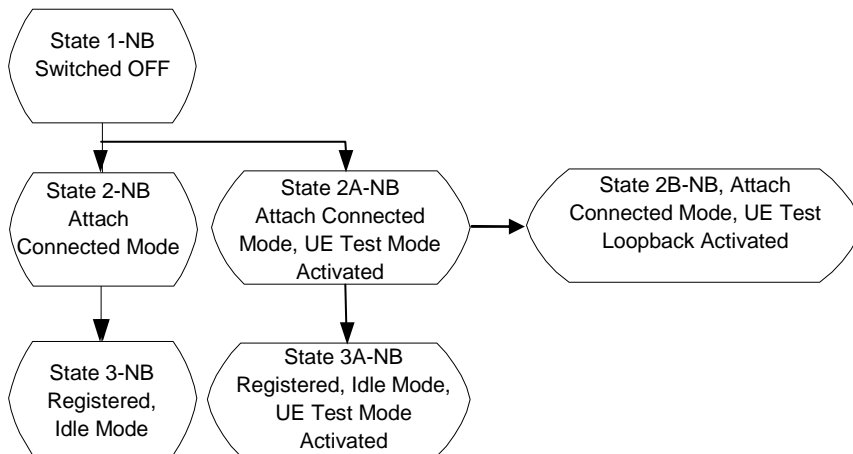 State 1-NB
Switched OFF
State 2-NB
Attach
Connected Mode
State 2A-NB
Attach Connected
Mode, UE Test Mode
Activated
State 2B-NB, Attach
Connected Mode, UE Test
Loopback Activated
State 3-NB
Registered,
Idle Mode
State 3A-NB
Registered, Idle Mode,
UE Test Mode
Activated